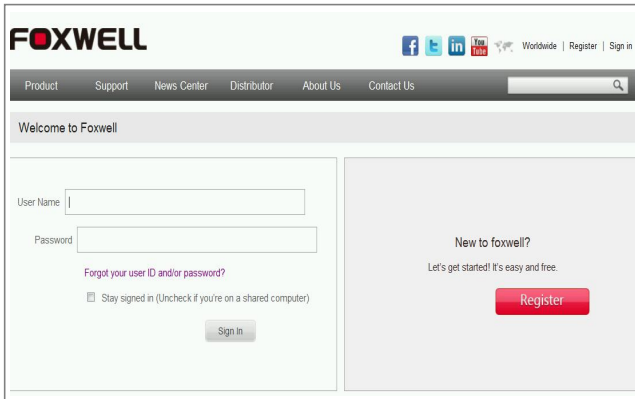 FOXWELL
You Tube Worldwide | Register | Sign in
Product Support News Center Distributor About Us Contact Us
Welcome to Foxwell
User Name
Password
Forgot your user ID and/or password?
Stay signed in (Uncheck if you're on a shared computer)
Sign In
New to foxwell?
Let's get started! It's easy and free.
Register